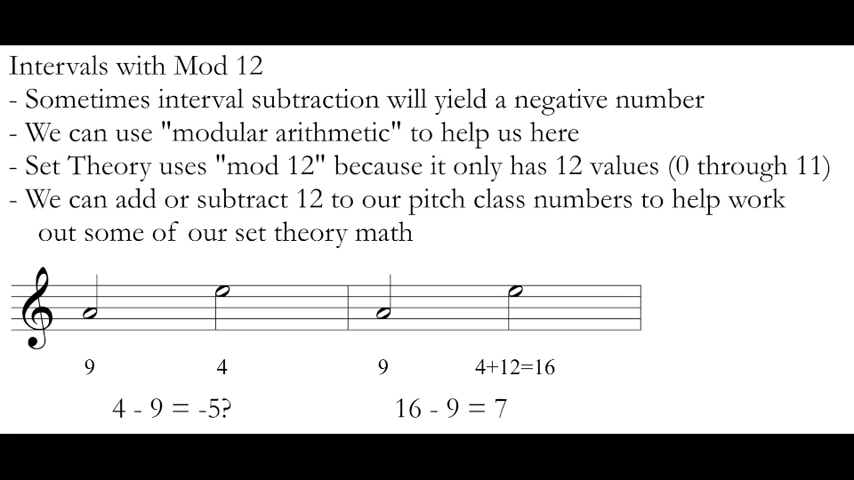 Intervals with Mod 12
- Sometimes interval subtraction will yield a negative number
- We can use "modular arithmetic" to help us here
- Set Theory uses "mod 12" because it only has 12 values (0 through 11)
- We can add or subtract 12 to our pitch class numbers to help work
out some of our set theory math
9 4 9 4+12=16
4 - 9 = -5? 16 - 9 = 7